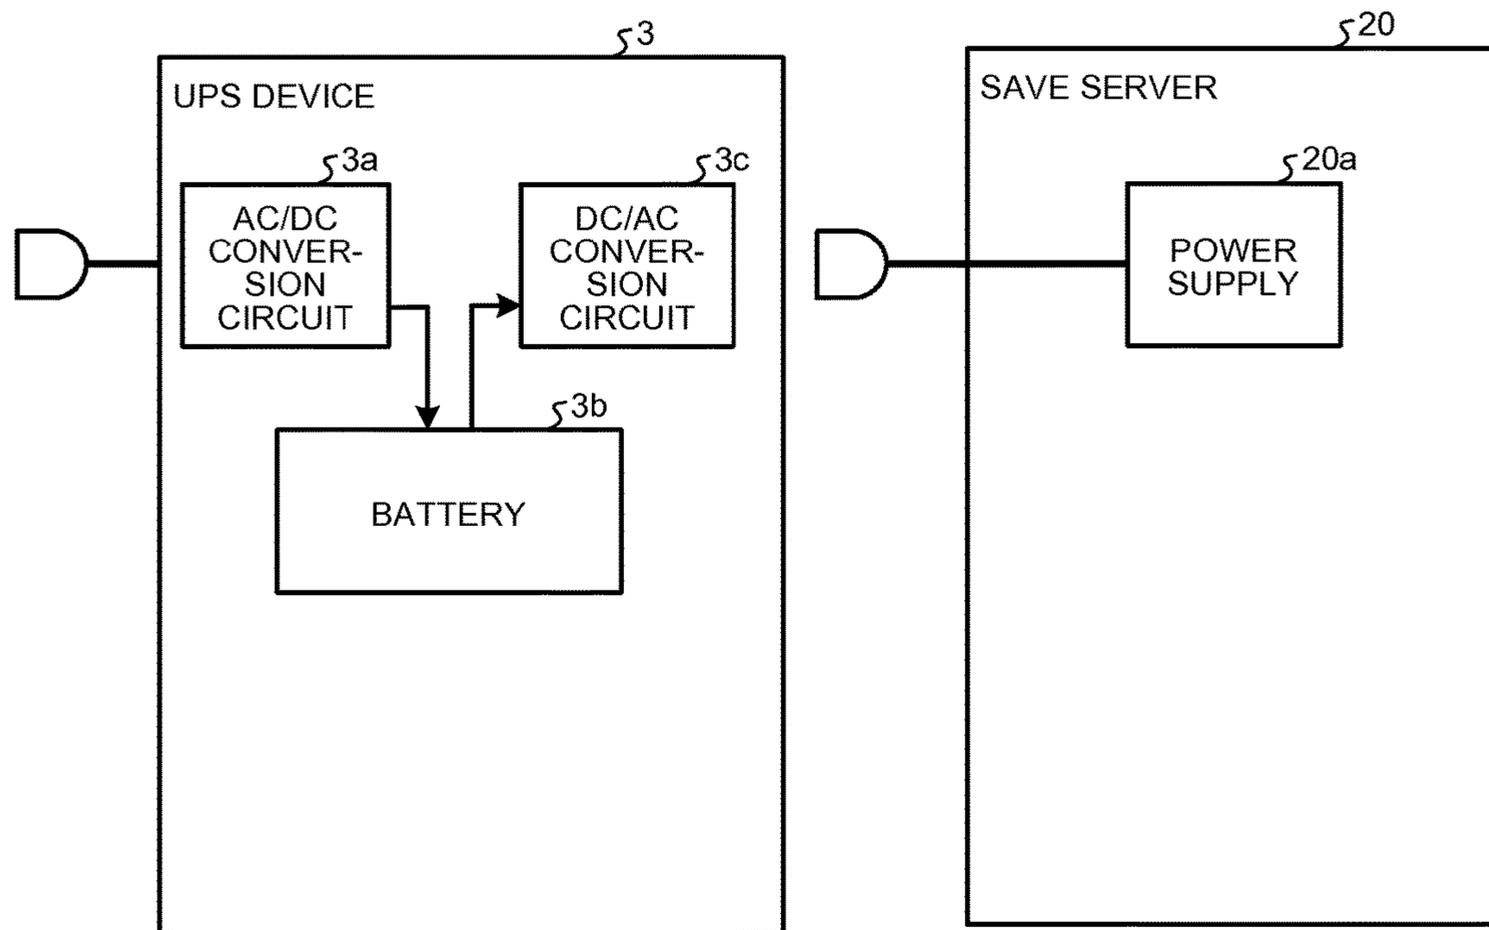 3
UPS DEVICE
3a
AC/DC
CONVER-
SION
CIRCUIT
3c
DC/AC
CONVER-
SION
CIRCUIT
3b
BATTERY
20
SAVE SERVER
20a
POWER
SUPPLY